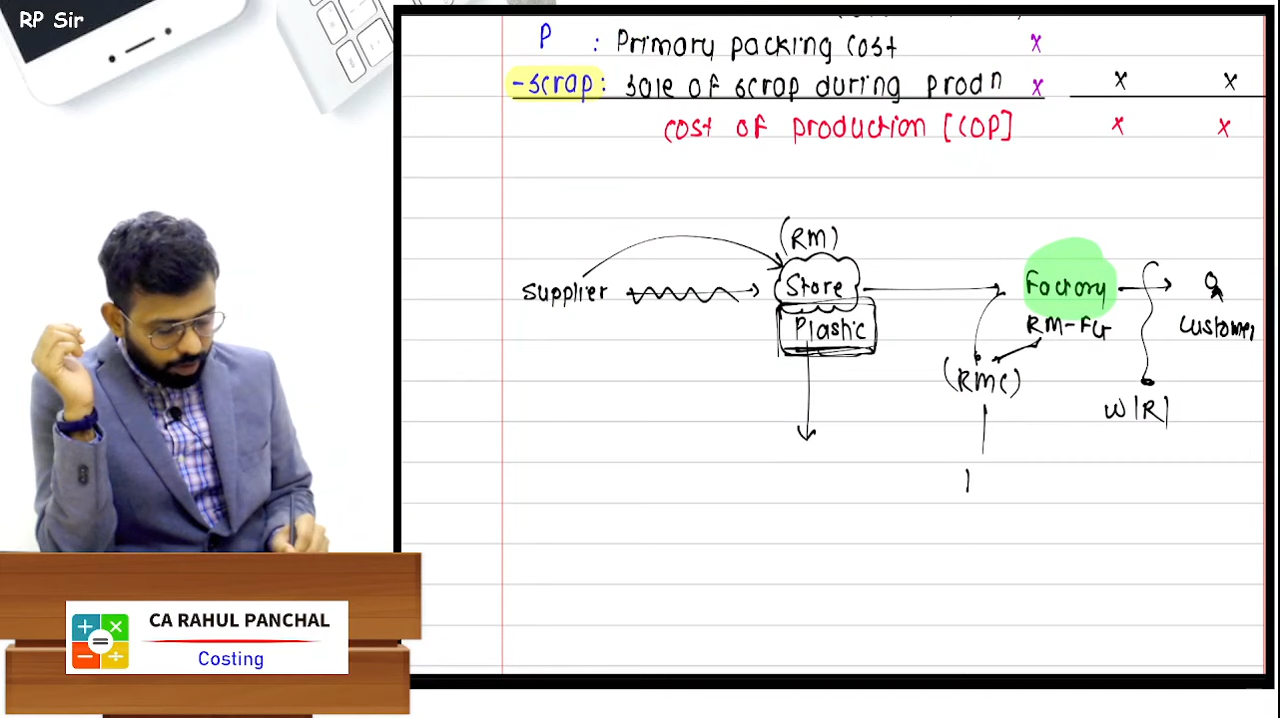 RP Sir
P : Primary packing cost x
-Scrap: Sale of scrap during prodn x x x
cost of production [COP] x x
(RM)
Supplier Store Factory
Plastic RM-FG Customer
(RMC)
W|R|
CA RAHUL PANCHAL
Costing